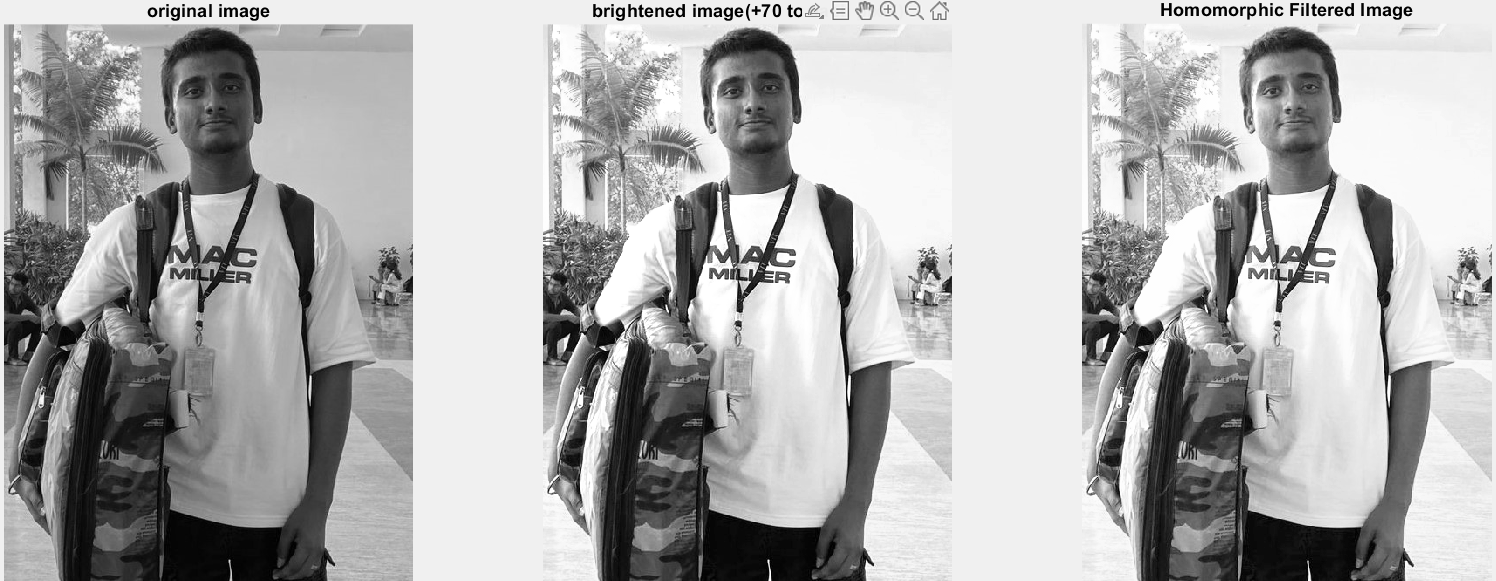 original image
brightened image(+70 to
Homomorphic Filtered Image
MAC
MILLER
MAC
MILLER
MAC
MILLER